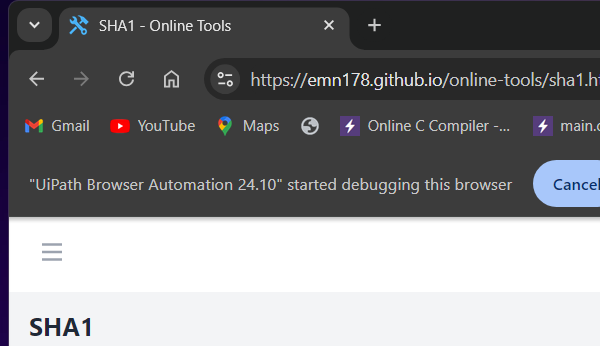 SHA1 - Online Tools
https://emn178.github.io/online-tools/sha1.h
Gmail YouTube Maps Online C Compiler -... main.c
"UiPath Browser Automation 24.10" started debugging this browser Cancel
SHA1